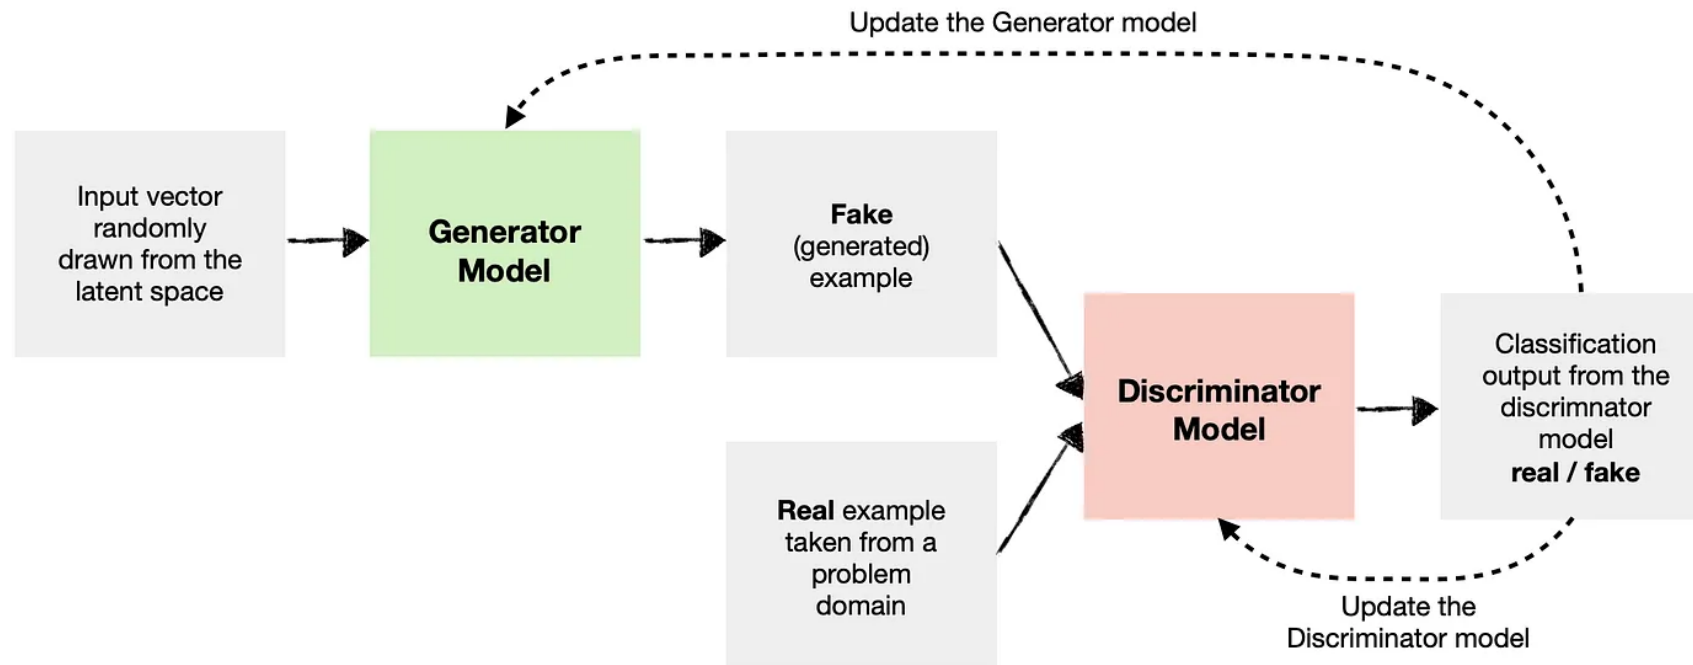 Update the Generator model
Input vector
randomly
drawn from the
latent space
Generator
Model
Fake
(generated)
example
Real example
taken from a
problem
domain
Discriminator
Model
Classification
output from the
discrimnator
model
real / fake
Update the
Discriminator model